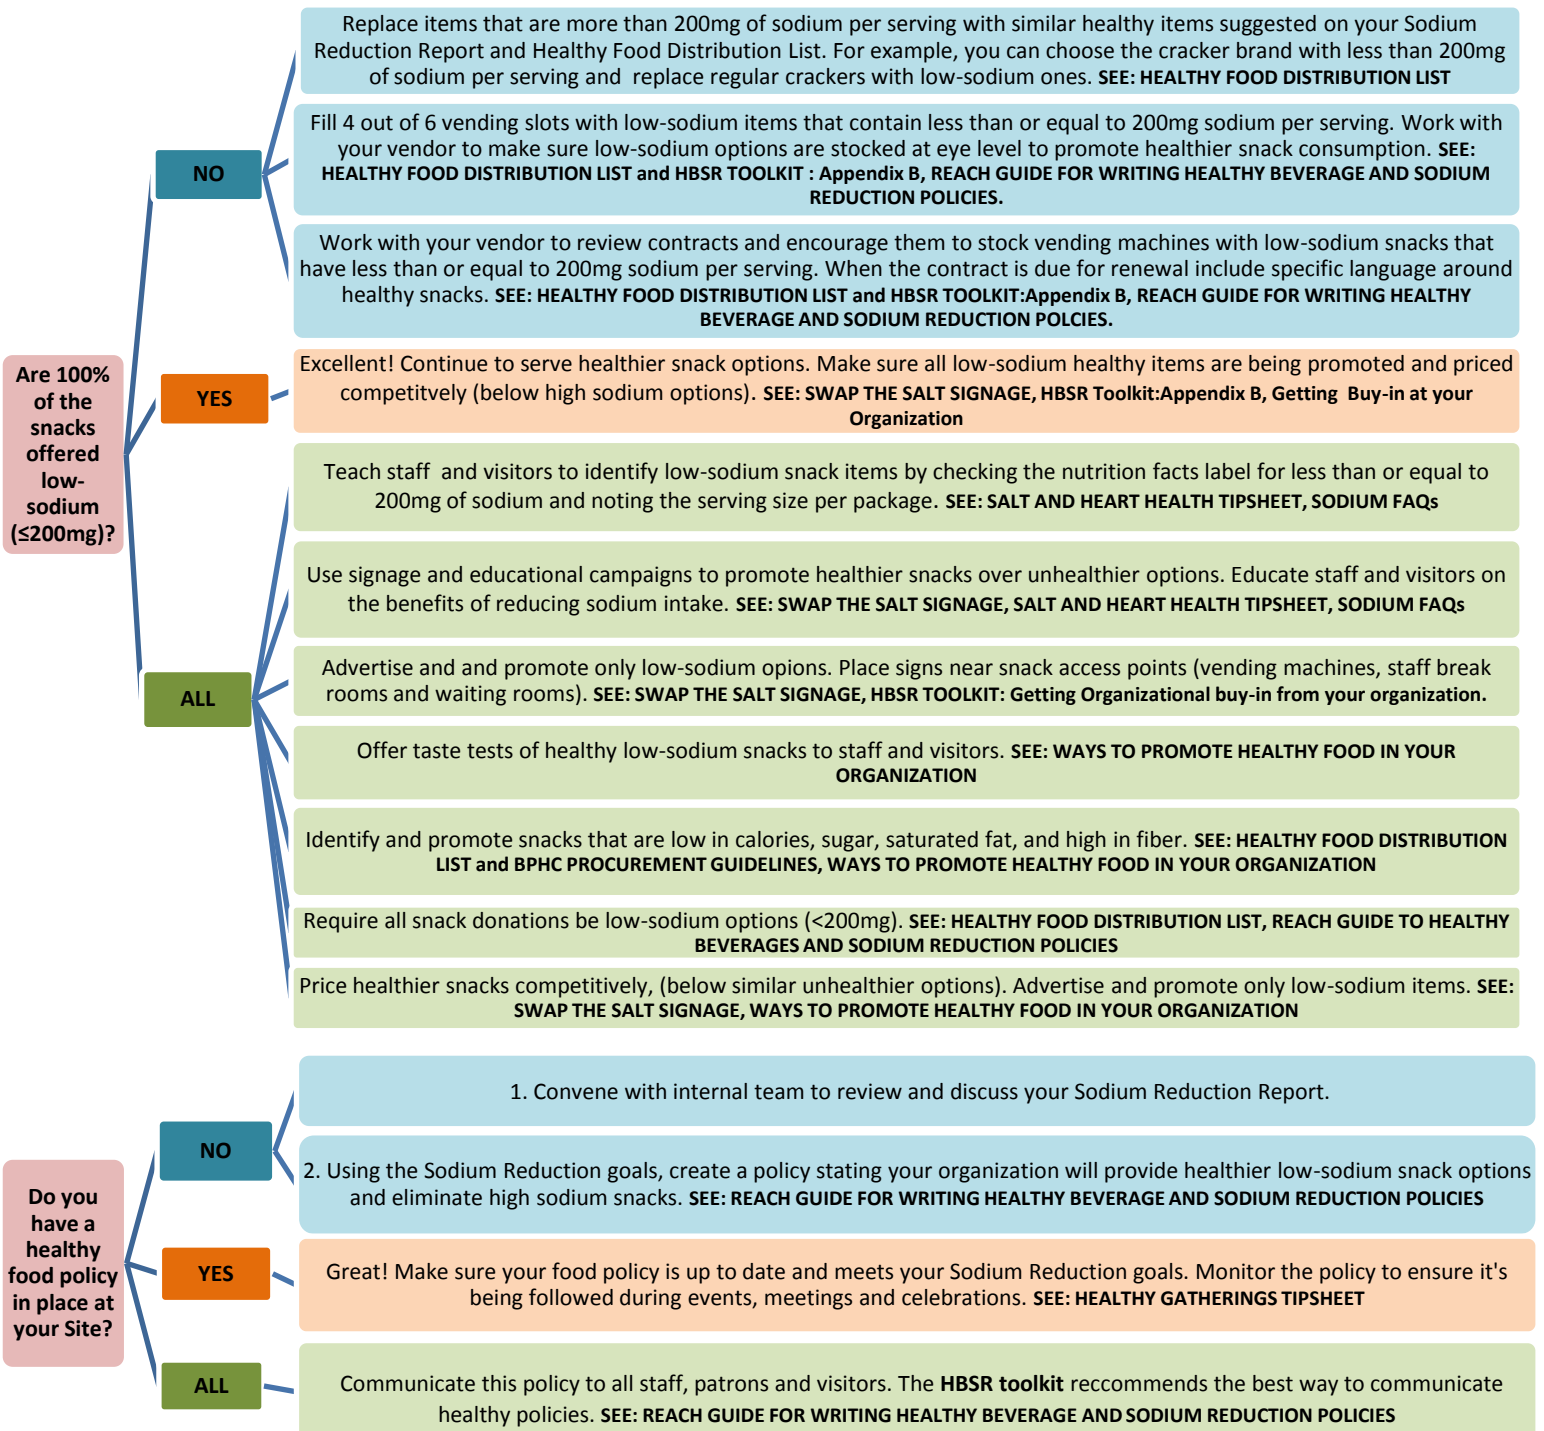 Replace items that are more than 200mg of sodium per serving with similar healthy items suggested on your Sodium
Reduction Report and Healthy Food Distribution List. For example, you can choose the cracker brand with less than 200mg
of sodium per serving and replace regular crackers with low-sodium ones. SEE: HEALTHY FOOD DISTRIBUTION LIST
Fill 4 out of 6 vending slots with low-sodium items that contain less than or equal to 200mg sodium per serving. Work with
your vendor to make sure low-sodium options are stocked at eye level to promote healthier snack consumption. SEE:
HEALTHY FOOD DISTRIBUTION LIST and HBSR TOOLKIT : Appendix B, REACH GUIDE FOR WRITING HEALTHY BEVERAGE AND SODIUM
REDUCTION POLICIES.
NO
Work with your vendor to review contracts and encourage them to stock vending machines with low-sodium snacks that
have less than or equal to 200mg sodium per serving. When the contract is due for renewal include specific language around
healthy snacks. SEE: HEALTHY FOOD DISTRIBUTION LIST and HBSR TOOLKIT:Appendix B, REACH GUIDE FOR WRITING HEALTHY
BEVERAGE AND SODIUM REDUCTION POLCIES.
Are 100%
of the
snacks
offered
low-
sodium
(≤200mg)?
YES
Excellent! Continue to serve healthier snack options. Make sure all low-sodium healthy items are being promoted and priced
competitvely (below high sodium options). SEE: SWAP THE SALT SIGNAGE, HBSR Toolkit:Appendix B, Getting Buy-in at your
Organization
Teach staff and visitors to identify low-sodium snack items by checking the nutrition facts label for less than or equal to
200mg of sodium and noting the serving size per package. SEE: SALT AND HEART HEALTH TIPSHEET, SODIUM FAQs
Use signage and educational campaigns to promote healthier snacks over unhealthier options. Educate staff and visitors on
the benefits of reducing sodium intake. SEE: SWAP THE SALT SIGNAGE, SALT AND HEART HEALTH TIPSHEET, SODIUM FAQs
Advertise and and promote only low-sodium opions. Place signs near snack access points (vending machines, staff break
rooms and waiting rooms). SEE: SWAP THE SALT SIGNAGE, HBSR TOOLKIT: Getting Organizational buy-in from your organization.
ALL
Offer taste tests of healthy low-sodium snacks to staff and visitors. SEE: WAYS TO PROMOTE HEALTHY FOOD IN YOUR
ORGANIZATION
Identify and promote snacks that are low in calories, sugar, saturated fat, and high in fiber. SEE: HEALTHY FOOD DISTRIBUTION
LIST and BPHC PROCUREMENT GUIDELINES, WAYS TO PROMOTE HEALTHY FOOD IN YOUR ORGANIZATION
Require all snack donations be low-sodium options (<200mg). SEE: HEALTHY FOOD DISTRIBUTION LIST, REACH GUIDE TO HEALTHY
BEVERAGES AND SODIUM REDUCTION POLICIES
Price healthier snacks competitively, (below similar unhealthier options). Advertise and promote only low-sodium items. SEE:
SWAP THE SALT SIGNAGE, WAYS TO PROMOTE HEALTHY FOOD IN YOUR ORGANIZATION
1. Convene with internal team to review and discuss your Sodium Reduction Report.
NO
2. Using the Sodium Reduction goals, create a policy stating your organization will provide healthier low-sodium snack options
and eliminate high sodium snacks. SEE: REACH GUIDE FOR WRITING HEALTHY BEVERAGE AND SODIUM REDUCTION POLICIES
Do you
have a
healthy
food policy
in place at
your Site?
YES
Great! Make sure your food policy is up to date and meets your Sodium Reduction goals. Monitor the policy to ensure it's
being followed during events, meetings and celebrations. SEE: HEALTHY GATHERINGS TIPSHEET
ALL
Communicate this policy to all staff, patrons and visitors. The HBSR toolkit reccommends the best way to communicate
healthy policies. SEE: REACH GUIDE FOR WRITING HEALTHY BEVERAGE AND SODIUM REDUCTION POLICIES